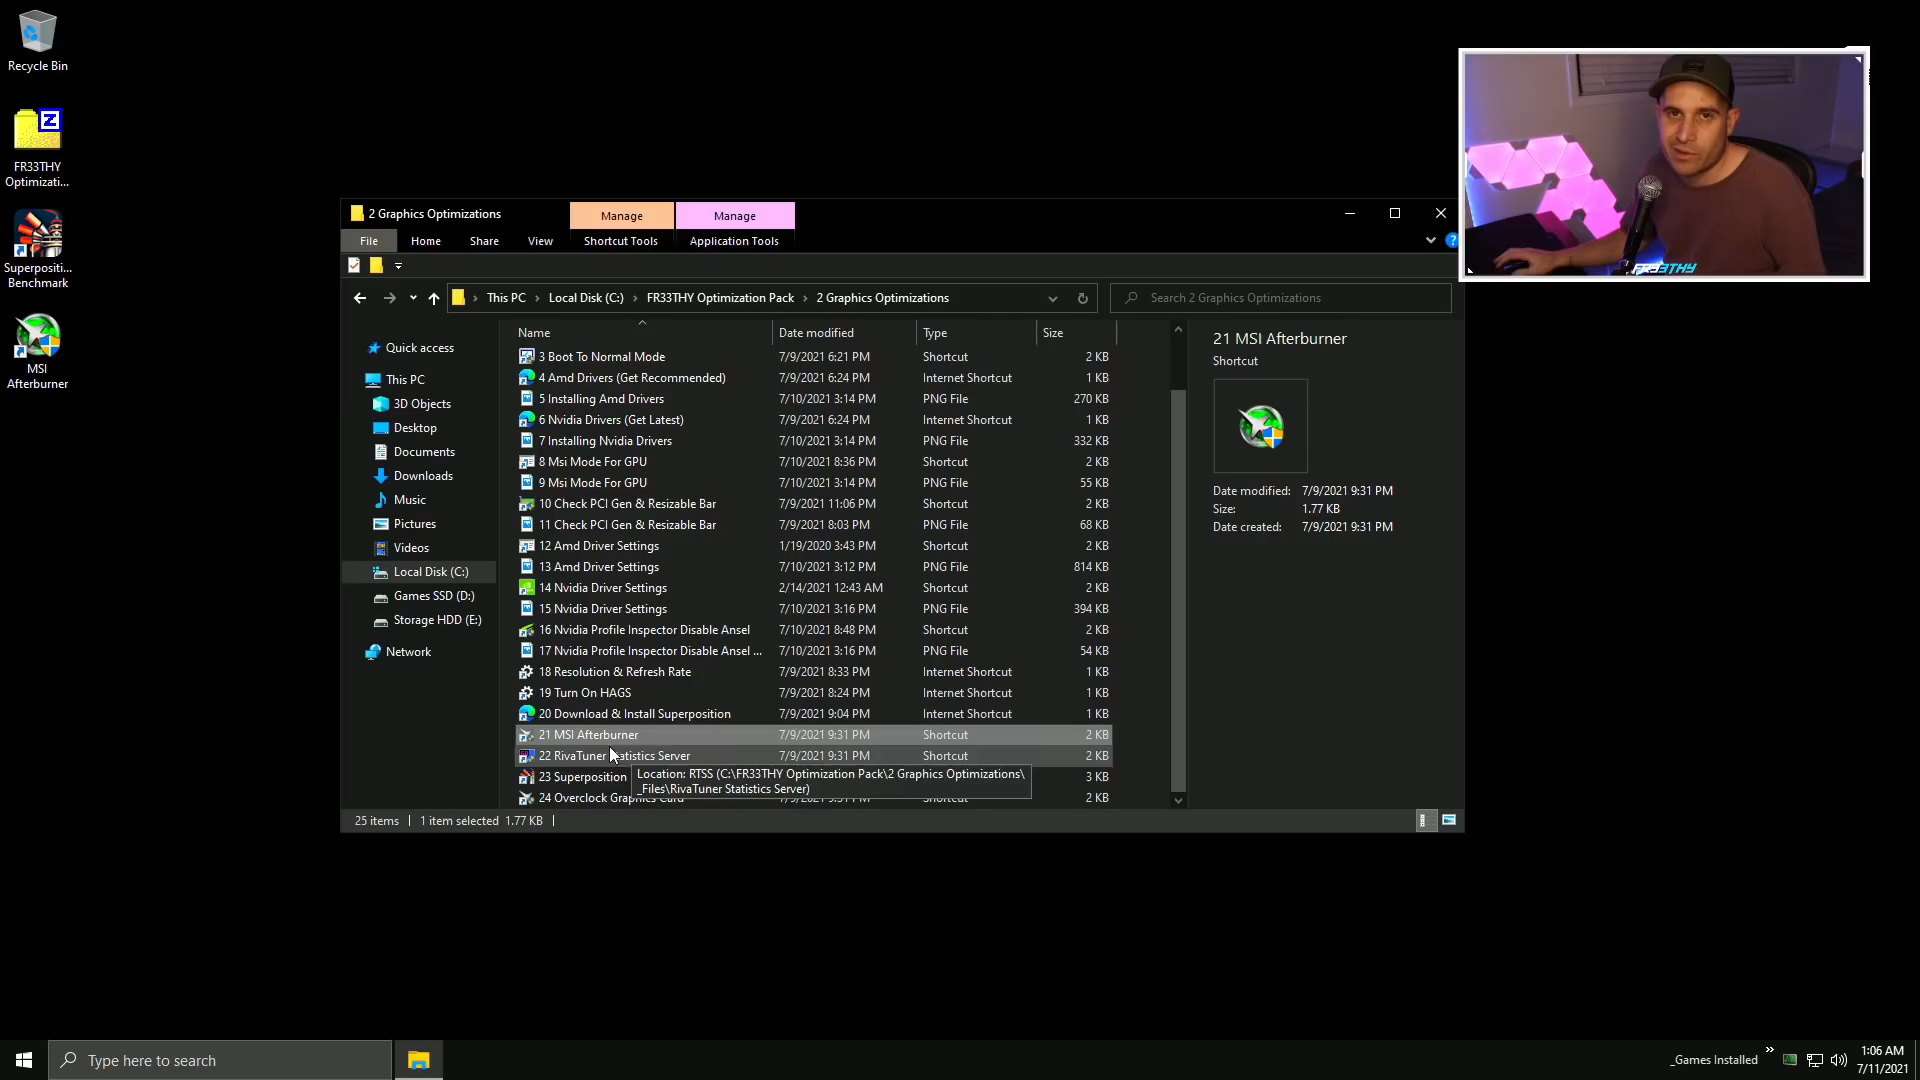 Recycle Bin
Z
FR33THY
Optimizati...
Superpositi...
Benchmark
MSI
Afterburner
2 Graphics Optimizations
Manage
Manage
File
Home
Share
View
Shortcut Tools
Application Tools
This PC › Local Disk (C:) › FR33THY Optimization Pack › 2 Graphics Optimizations
Search 2 Graphics Optimizations
Quick access
This PC
3D Objects
Desktop
Documents
Downloads
Music
Pictures
Videos
Local Disk (C:)
Games SSD (D:)
Storage HDD (E:)
Network
Name Date modified Type Size
3 Boot To Normal Mode 7/9/2021 6:21 PM Shortcut 2 KB
4 Amd Drivers (Get Recommended) 7/9/2021 6:24 PM Internet Shortcut 1 KB
5 Installing Amd Drivers 7/10/2021 3:14 PM PNG File 270 KB
6 Nvidia Drivers (Get Latest) 7/9/2021 6:24 PM Internet Shortcut 1 KB
7 Installing Nvidia Drivers 7/10/2021 3:14 PM PNG File 332 KB
8 Msi Mode For GPU 7/10/2021 8:36 PM Shortcut 2 KB
9 Msi Mode For GPU 7/10/2021 3:14 PM PNG File 55 KB
10 Check PCI Gen & Resizable Bar 7/9/2021 11:06 PM Shortcut 2 KB
11 Check PCI Gen & Resizable Bar 7/9/2021 8:03 PM PNG File 68 KB
12 Amd Driver Settings 1/19/2020 3:43 PM Shortcut 2 KB
13 Amd Driver Settings 7/10/2021 3:12 PM PNG File 814 KB
14 Nvidia Driver Settings 2/14/2021 12:43 AM Shortcut 2 KB
15 Nvidia Driver Settings 7/10/2021 3:16 PM PNG File 394 KB
16 Nvidia Profile Inspector Disable Ansel 7/10/2021 8:48 PM Shortcut 2 KB
17 Nvidia Profile Inspector Disable Ansel ... 7/10/2021 3:16 PM PNG File 54 KB
18 Resolution & Refresh Rate 7/9/2021 8:33 PM Internet Shortcut 1 KB
19 Turn On HAGS 7/9/2021 8:24 PM Internet Shortcut 1 KB
20 Download & Install Superposition 7/9/2021 9:04 PM Internet Shortcut 1 KB
21 MSI Afterburner 7/9/2021 9:31 PM Shortcut 2 KB
22 RivaTuner Statistics Server 7/9/2021 9:31 PM Shortcut 2 KB
23 Superposition 3 KB
24 Overclock Graphics Card Shortcut 2 KB
Location: RTSS (C:\FR33THY Optimization Pack\2 Graphics Optimizations\
_Files\RivaTuner Statistics Server)
21 MSI Afterburner
Shortcut
Date modified: 7/9/2021 9:31 PM
Size: 1.77 KB
Date created: 7/9/2021 9:31 PM
25 items
1 item selected 1.77 KB
FR33THY
Type here to search
_Games Installed
1:06 AM
7/11/2021